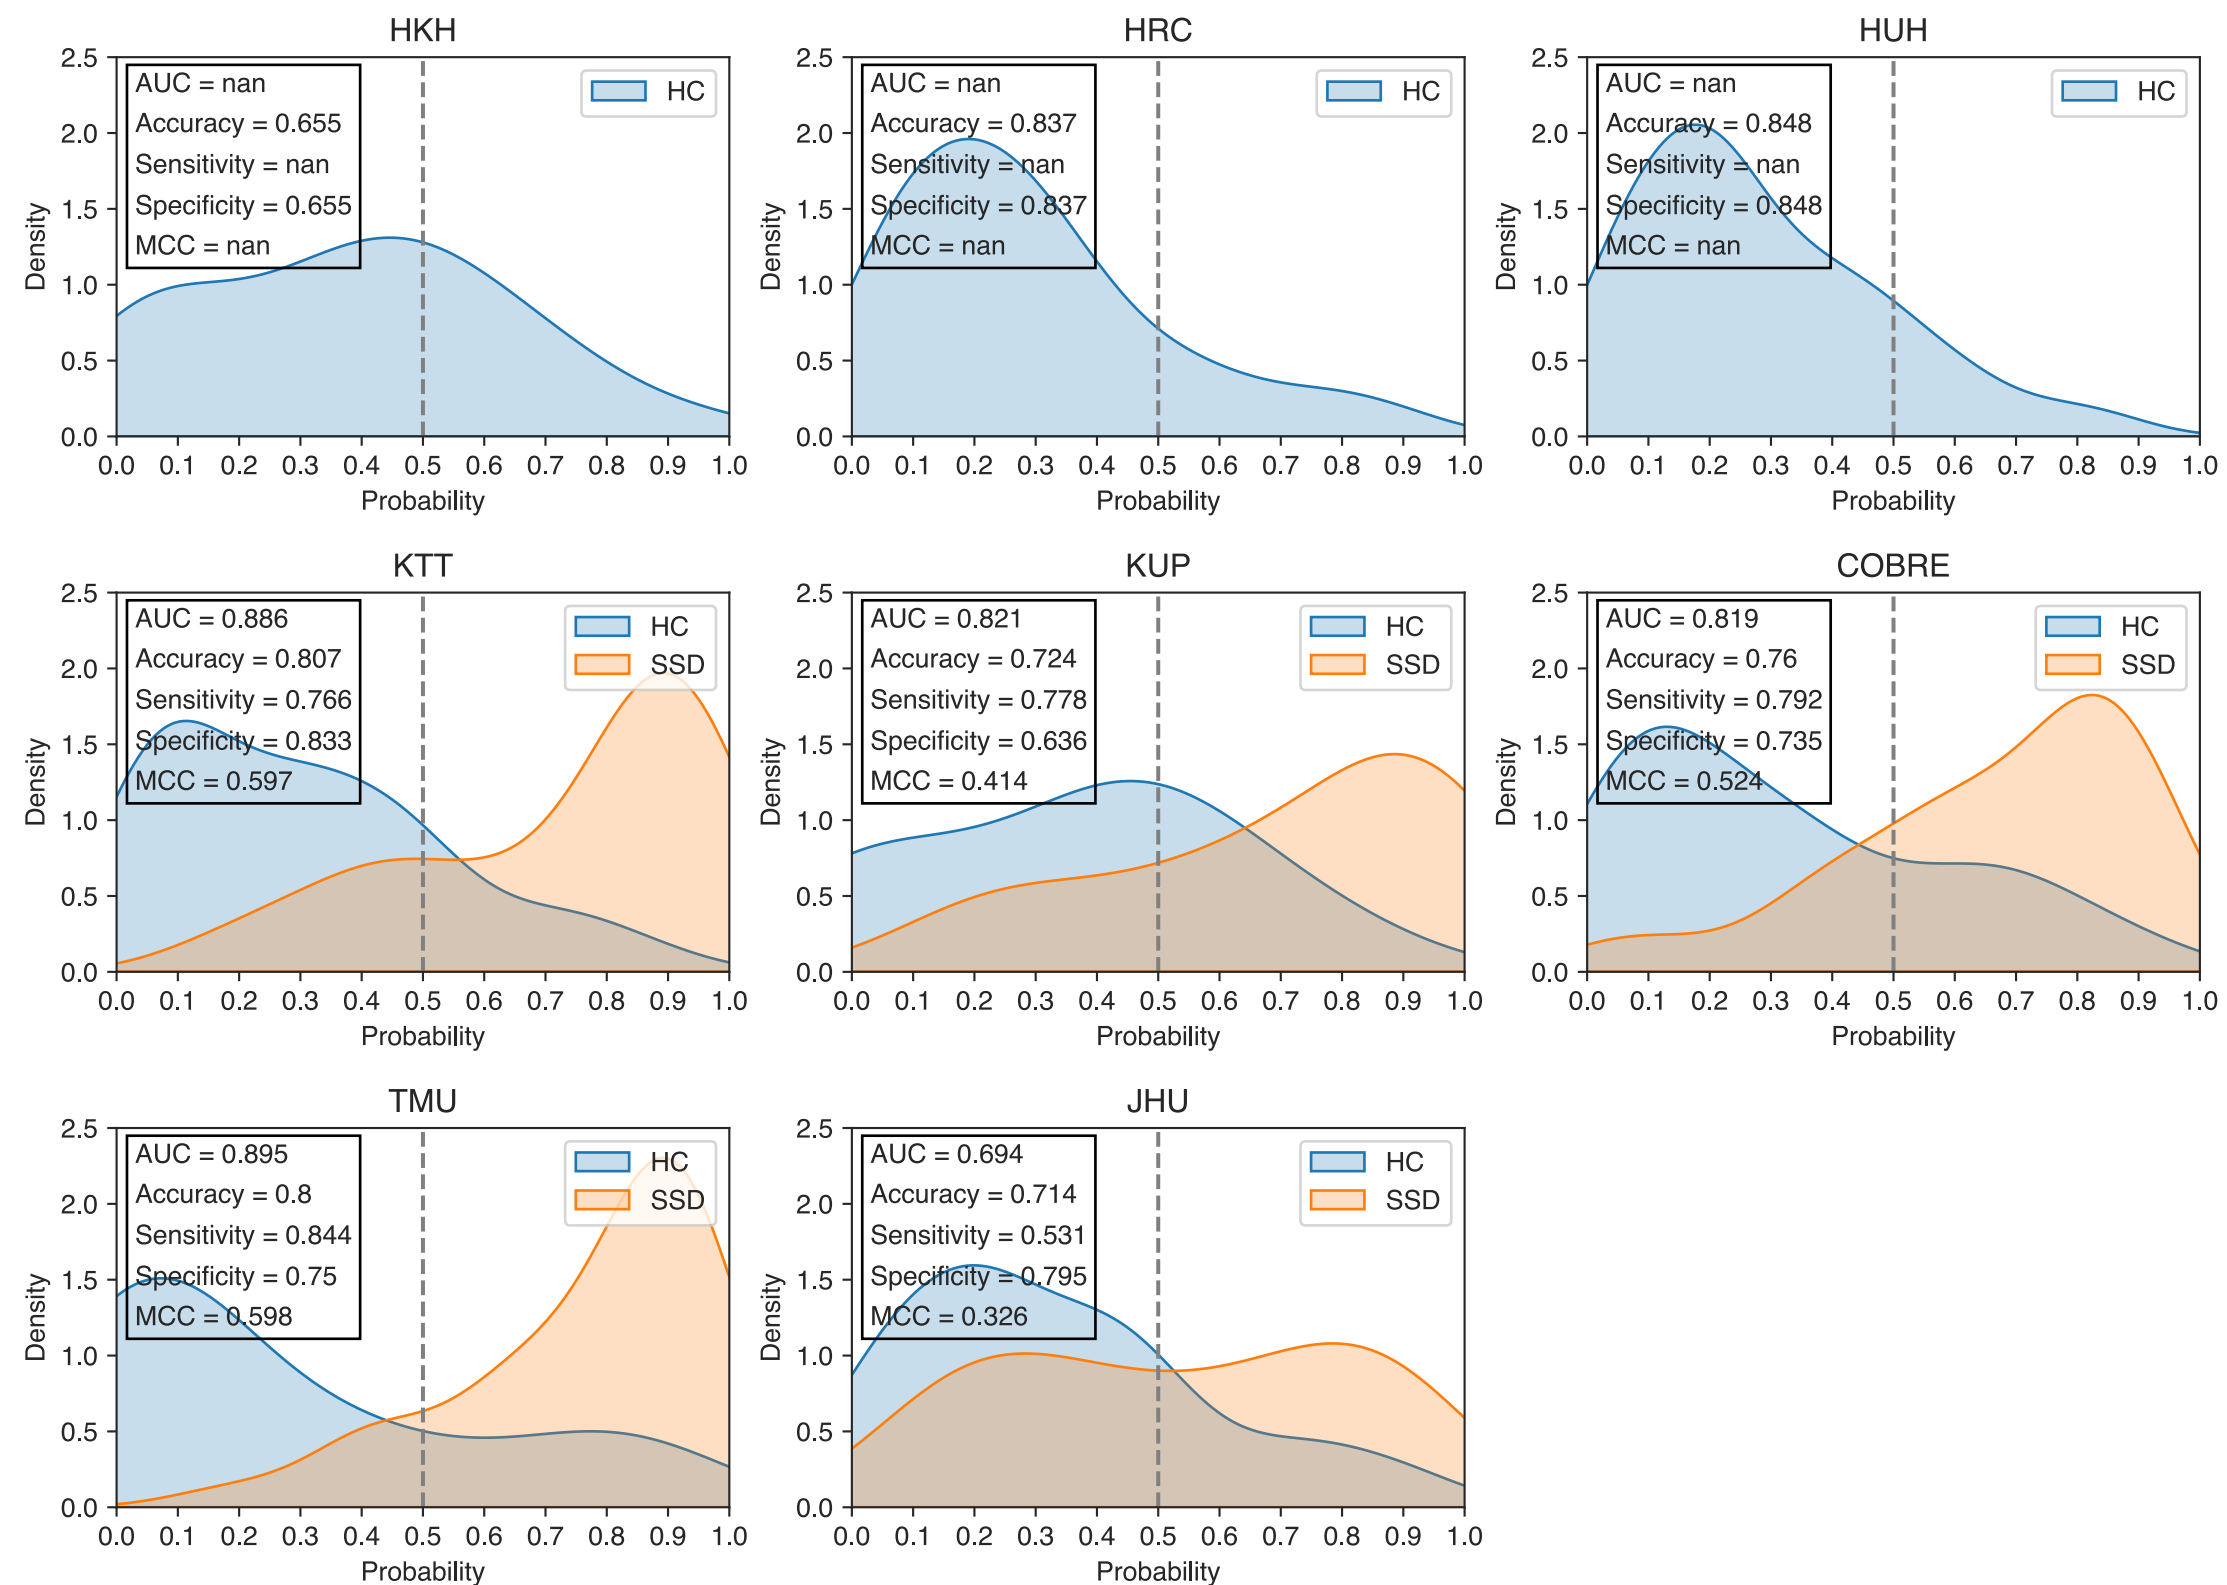 HKH
2.5
2.0
1.5
1.0
0.5
0.0
Density
AUC = nan
Accuracy = 0.655
Sensitivity = nan
Specificity = 0.655
MCC = nan
HC
0.0 0.1 0.2 0.3 0.4 0.5 0.6 0.7 0.8 0.9 1.0
Probability
HRC
2.5
2.0
1.5
1.0
0.5
0.0
Density
AUC = nan
Accuracy = 0.837
Sensitivity = nan
Specificity = 0.837
MCC = nan
HC
0.0 0.1 0.2 0.3 0.4 0.5 0.6 0.7 0.8 0.9 1.0
Probability
HUH
2.5
2.0
1.5
1.0
0.5
0.0
Density
AUC = nan
Accuracy = 0.848
Sensitivity = nan
Specificity = 0.848
MCC = nan
HC
0.0 0.1 0.2 0.3 0.4 0.5 0.6 0.7 0.8 0.9 1.0
Probability
KTT
2.5
2.0
1.5
1.0
0.5
0.0
Density
AUC = 0.886
Accuracy = 0.807
Sensitivity = 0.766
Specificity = 0.833
MCC = 0.597
HC
SSD
0.0 0.1 0.2 0.3 0.4 0.5 0.6 0.7 0.8 0.9 1.0
Probability
KUP
2.5
2.0
1.5
1.0
0.5
0.0
Density
AUC = 0.821
Accuracy = 0.724
Sensitivity = 0.778
Specificity = 0.636
MCC = 0.414
HC
SSD
0.0 0.1 0.2 0.3 0.4 0.5 0.6 0.7 0.8 0.9 1.0
Probability
COBRE
2.5
2.0
1.5
1.0
0.5
0.0
Density
AUC = 0.819
Accuracy = 0.76
Sensitivity = 0.792
Specificity = 0.735
MCC = 0.524
HC
SSD
0.0 0.1 0.2 0.3 0.4 0.5 0.6 0.7 0.8 0.9 1.0
Probability
TMU
2.5
2.0
1.5
1.0
0.5
0.0
Density
AUC = 0.895
Accuracy = 0.8
Sensitivity = 0.844
Specificity = 0.75
MCC = 0.598
HC
SSD
0.0 0.1 0.2 0.3 0.4 0.5 0.6 0.7 0.8 0.9 1.0
Probability
JHU
2.5
2.0
1.5
1.0
0.5
0.0
Density
AUC = 0.694
Accuracy = 0.714
Sensitivity = 0.531
Specificity = 0.795
MCC = 0.326
HC
SSD
0.0 0.1 0.2 0.3 0.4 0.5 0.6 0.7 0.8 0.9 1.0
Probability